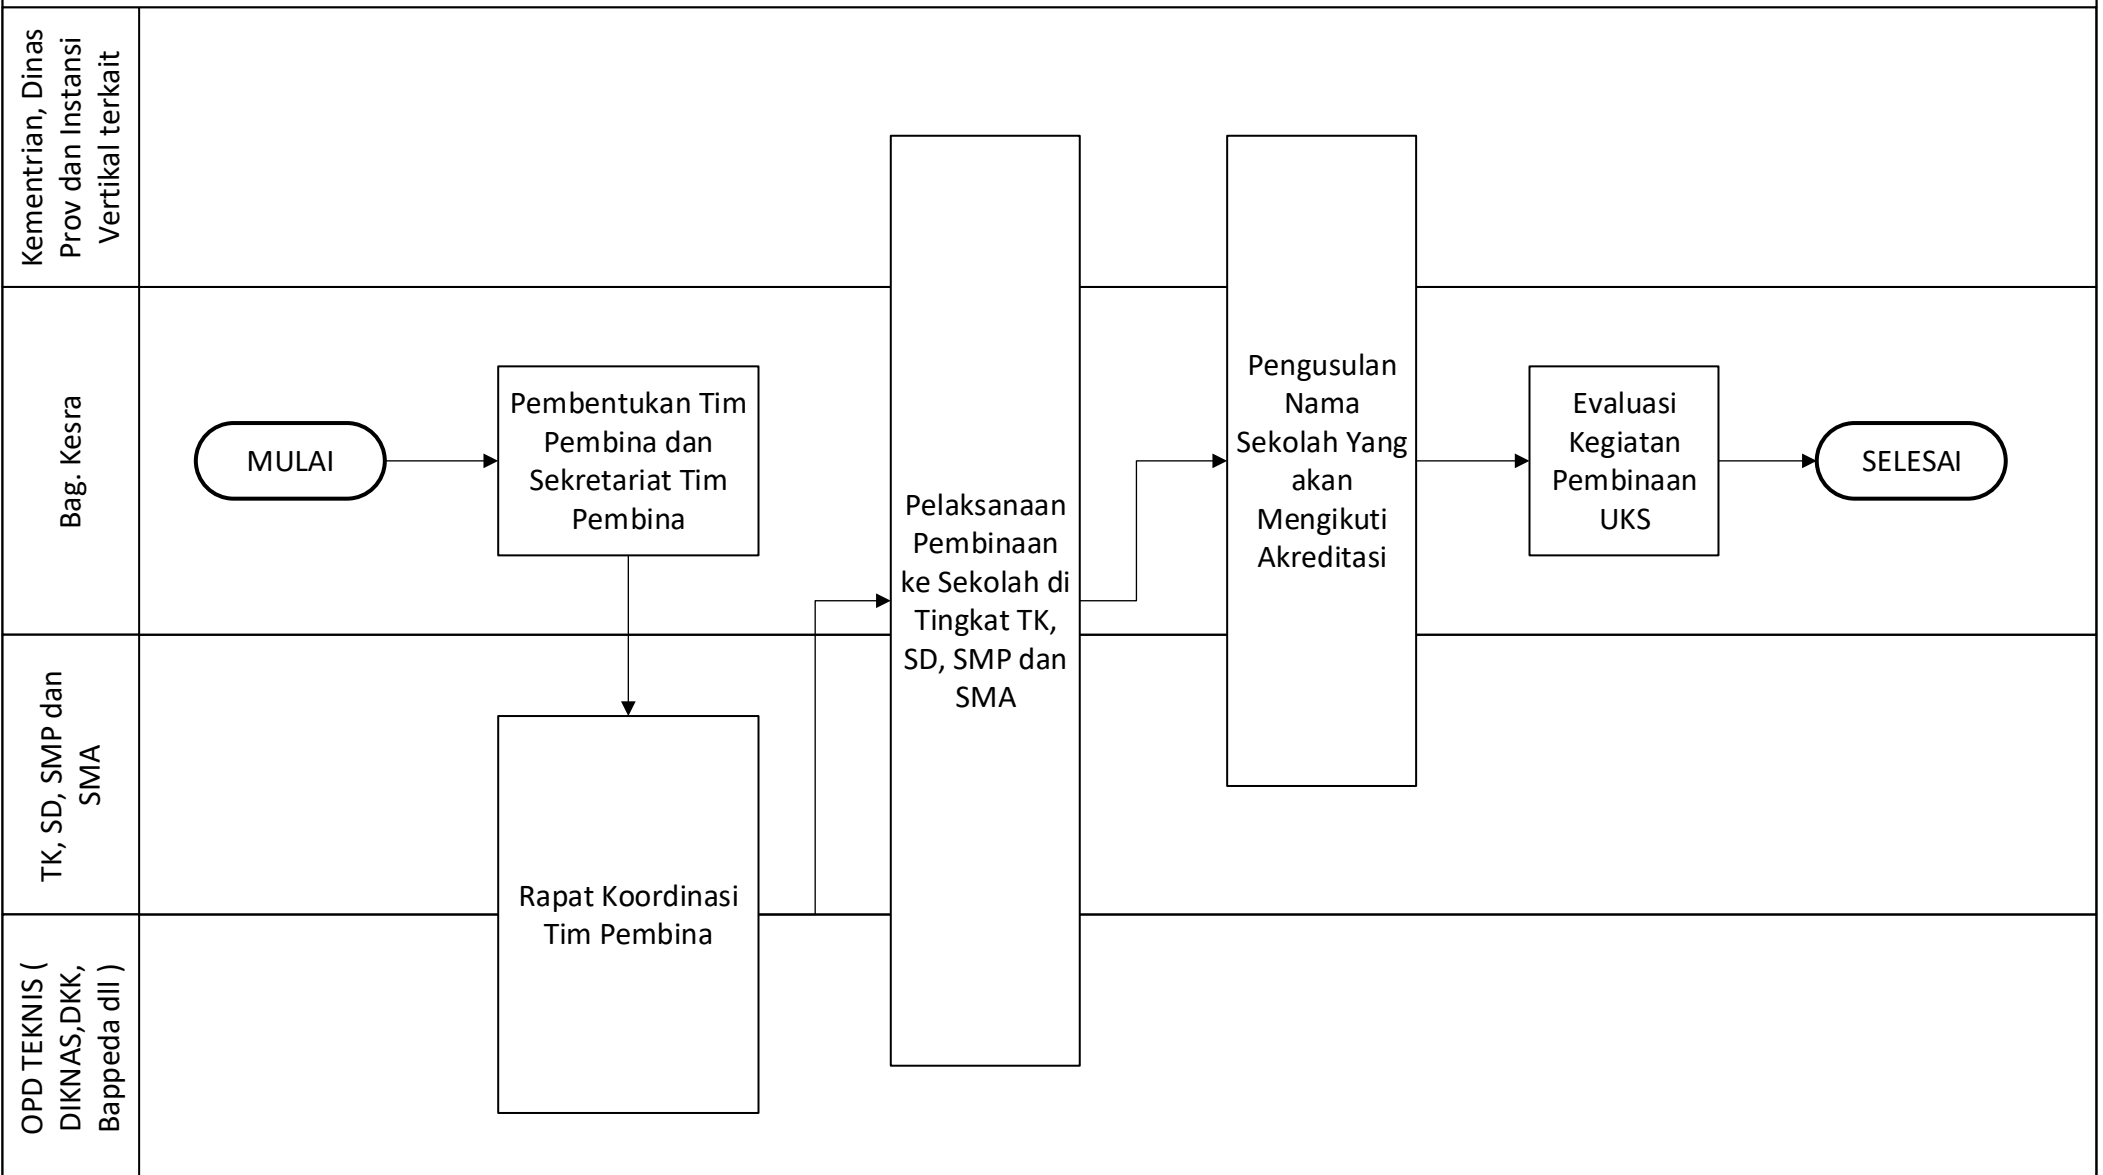 Kementrian, Dinas
Prov dan Instansi
Vertikal terkait
Bag. Kesra
MULAI
Pembentukan Tim
Pembina dan
Sekretariat Tim
Pembina
Pelaksanaan
Pembinaan
ke Sekolah di
Tingkat TK,
SD, SMP dan
SMA
Pengusulan
Nama
Sekolah Yang
akan
Mengikuti
Akreditasi
Evaluasi
Kegiatan
Pembinaan
UKS
SELESAI
TK, SD, SMP dan
SMA
Rapat Koordinasi
Tim Pembina
OPD TEKNIS (
DIKNAS,DKK,
Bappeda dll )